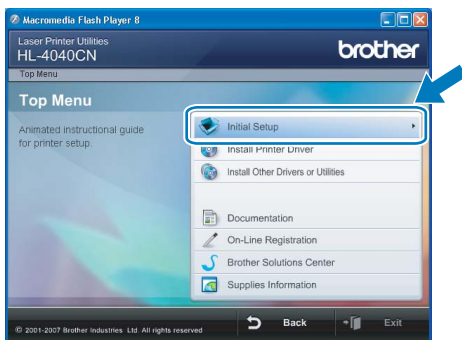 Macromedia Flash Player 8
Laser Printer Utilities
HL-4040CN
brother
Top Menu
Top Menu
Animated instructional guide
for printer setup.
Initial Setup
Install Printer Driver
Install Other Drivers or Utilities
Documentation
On-Line Registration
Brother Solutions Center
Supplies Information
© 2001-2007 Brother Industries Ltd. All rights reserved
Back
Exit